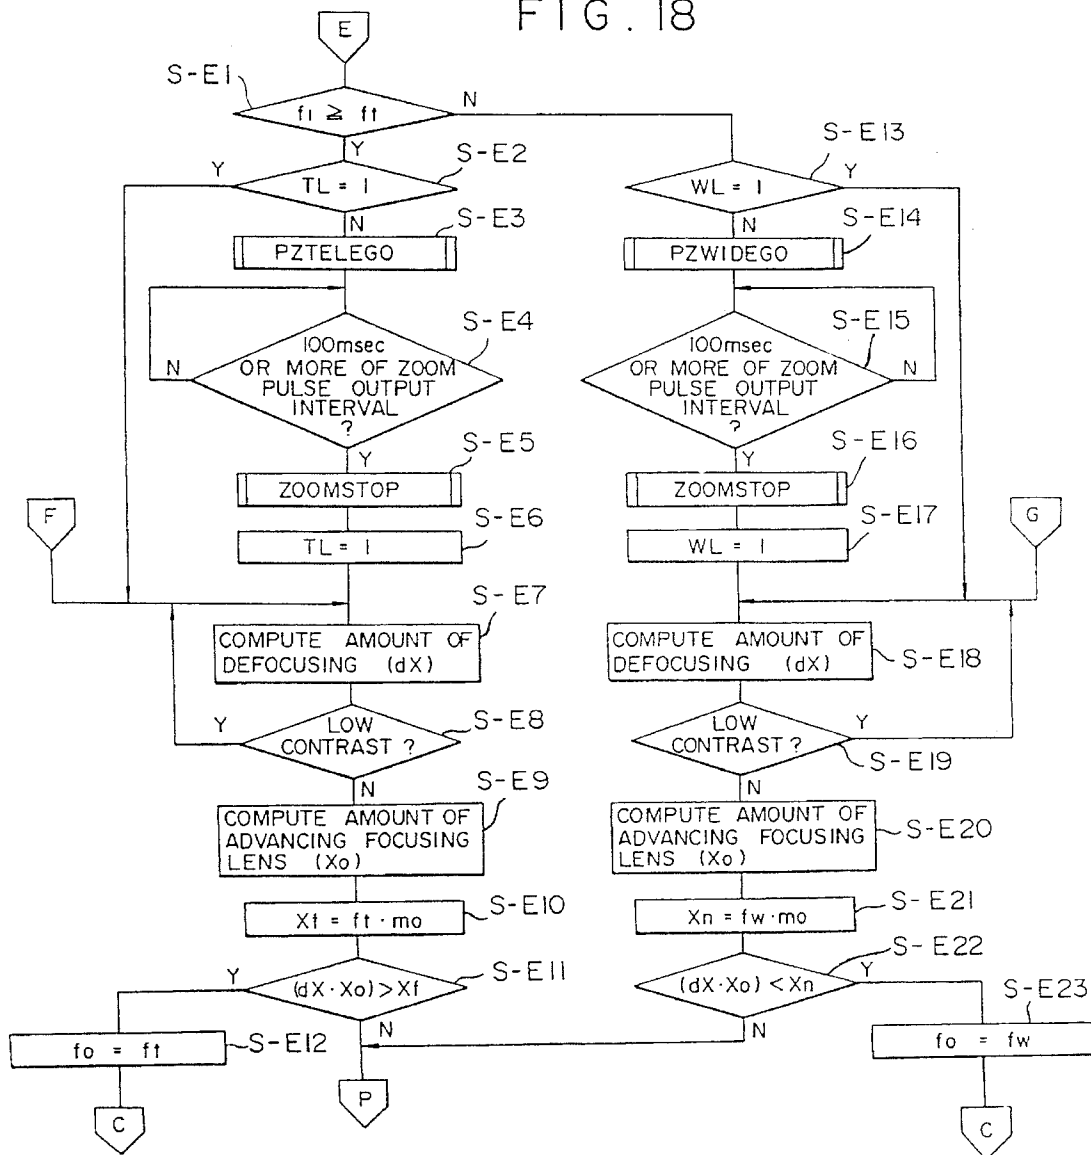 FIG. 18
E
S-E1
f1 ≧ ft
N
Y
S-E2
Y
TL = 1
N
S-E3
PZTELEGO
S-E4
100msec
OR MORE OF ZOOM
PULSE OUTPUT
INTERVAL
?
N
Y
S-E5
ZOOMSTOP
S-E6
TL = 1
F
S-E7
COMPUTE AMOUNT OF
DEFOCUSING (dX)
S-E8
Y
LOW
CONTRAST ?
N
S-E9
COMPUTE AMOUNT OF
ADVANCING FOCUSING
LENS (Xo)
S-E10
Xf = ft·mo
S-E11
Y
(dX·Xo) > Xf
N
S-E12
fo = ft
C
P
S-E13
WL = 1
Y
N
S-E14
PZWIDEGO
S-E15
100msec
OR MORE OF ZOOM
PULSE OUTPUT
INTERVAL
?
N
Y
S-E16
ZOOMSTOP
S-E17
WL = 1
G
COMPUTE AMOUNT OF
DEFOCUSING (dX)
S-E18
LOW
CONTRAST ?
Y
S-E19
N
COMPUTE AMOUNT OF
ADVANCING FOCUSING
LENS (Xo)
S-E20
Xn = fw·mo
S-E21
S-E22
(dX·Xo) < Xn
Y
N
S-E23
fo = fw
C